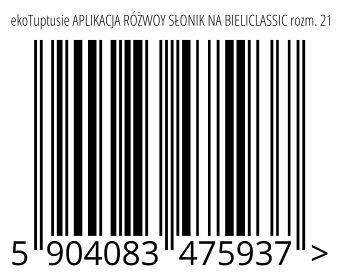 ekoTuptusie APLIKACJA RÓŻWOY SŁONIK NA BIELICLASSIC rozm. 21
5 904083 475937 >